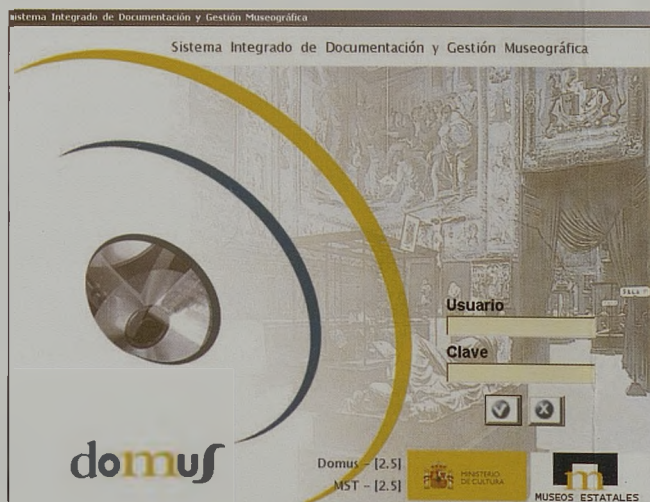 istema Integrado de Documentación y Gestión Museográfica
Sistema Integrado de Documentación y Gestión Museográfica
SALA
Usuario
Clave
domus
Domus - [2.5]
MST - [2.5]
MINISTERIO
DE CULTURA
m
MUSEOS ESTATALES